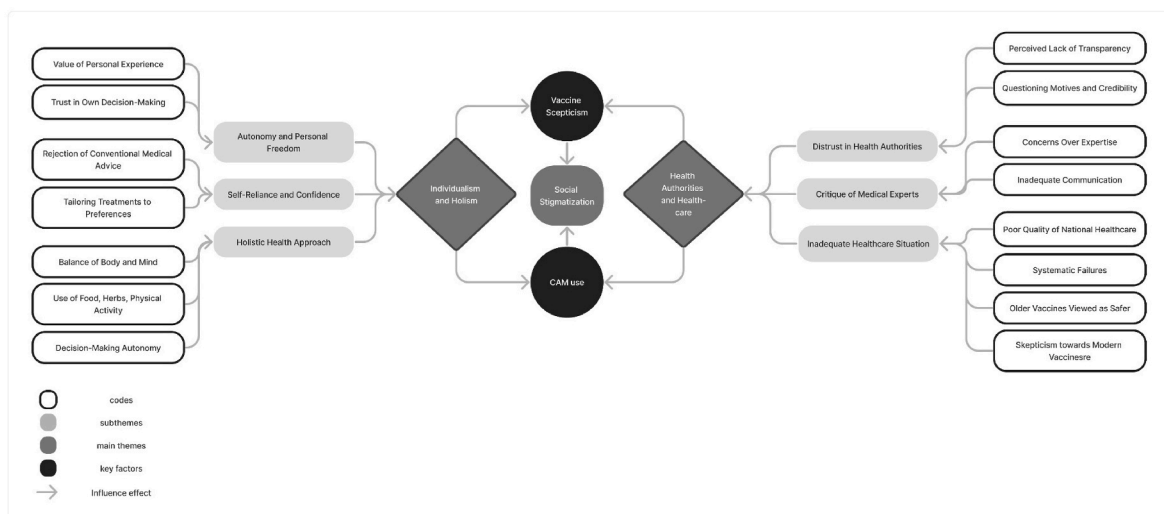 Value of Personal Experience
Trust in Own Decision-Making
Rejection of Conventional Medical
Advice
Tailoring Treatments to
Preferences
Balance of Body and Mind
Use of Food, Herbs, Physical
Activity
Decision-Making Autonomy
Autonomy and Personal
Freedom
Self-Reliance and Confidence
Holistic Health Approach
Individualism
and Holism
Vaccine
Scepticism
Social
Stigmatization
CAM use
Health
Authorities
and Health-
care
Distrust in Health Authorities
Critique of Medical Experts
Inadequate Healthcare Situation
Perceived Lack of Transparency
Questioning Motives and Credibility
Concerns Over Expertise
Inadequate Communication
Poor Quality of National Healthcare
Systematic Failures
Older Vaccines Viewed as Safer
Skepticism towards Modern
Vaccinesre
codes
subthemes
main themes
key factors
Influence effect